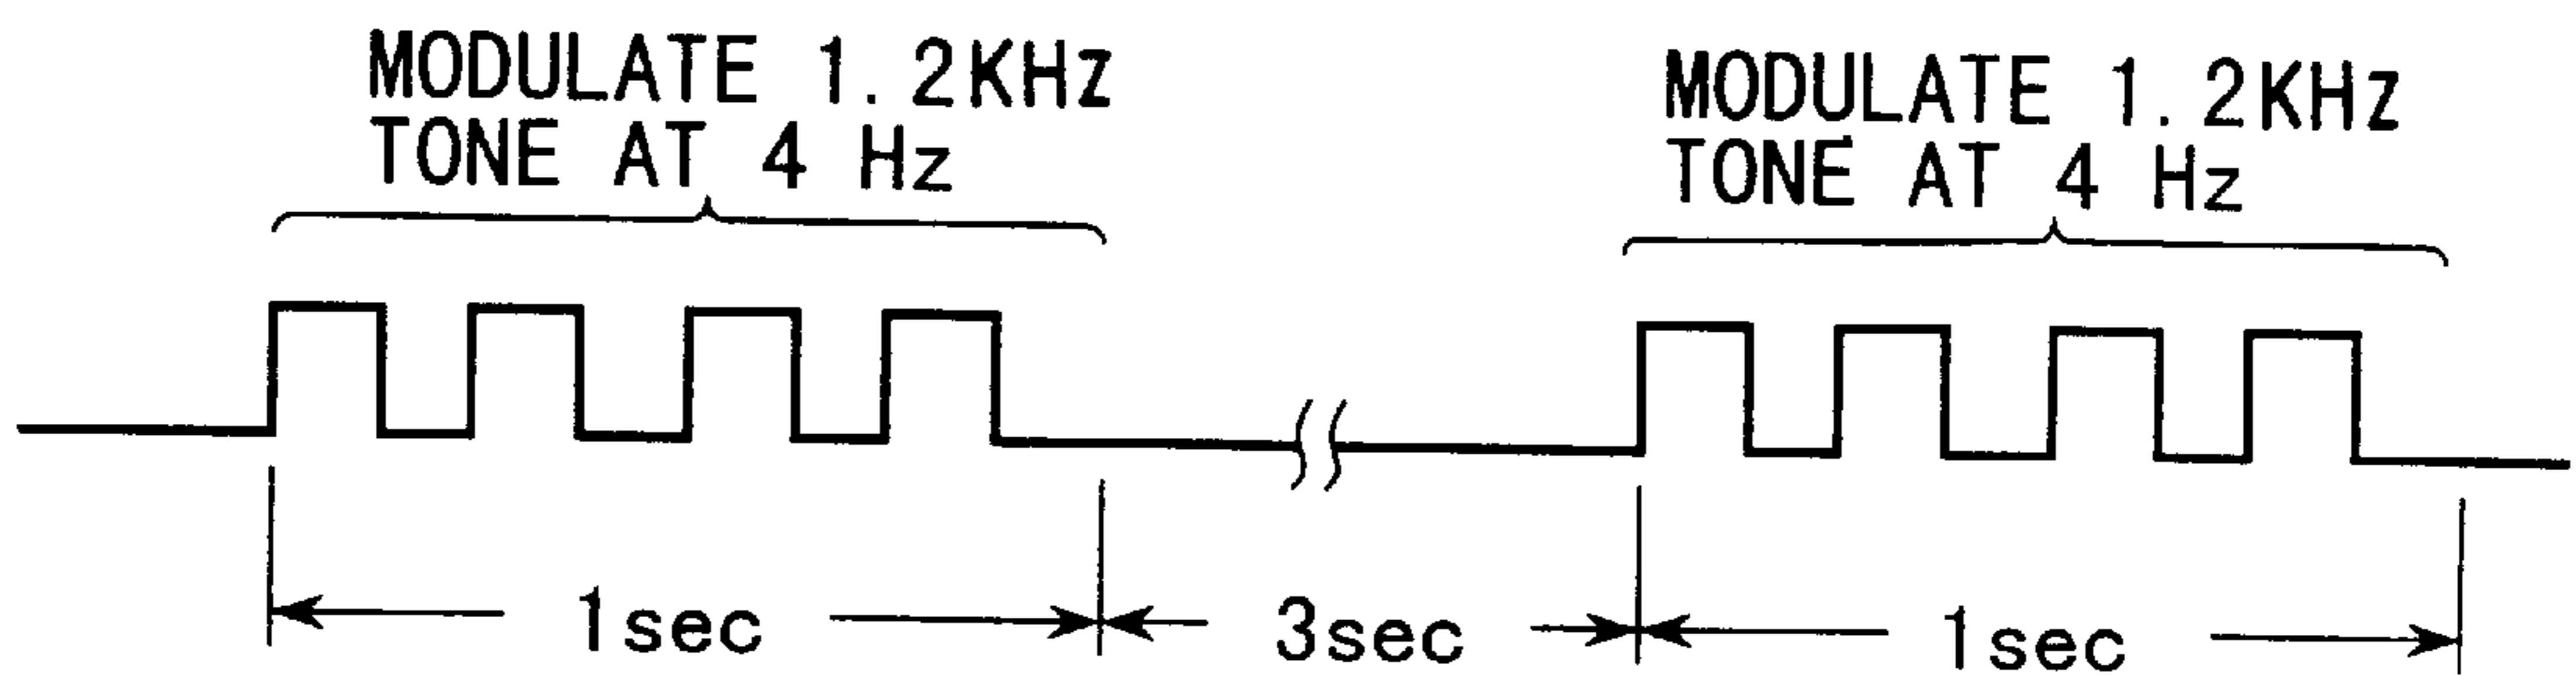 MODULATE 1.2KHz
TONE AT 4 Hz
MODULATE 1.2KHz
TONE AT 4 Hz
1sec
3sec
1sec